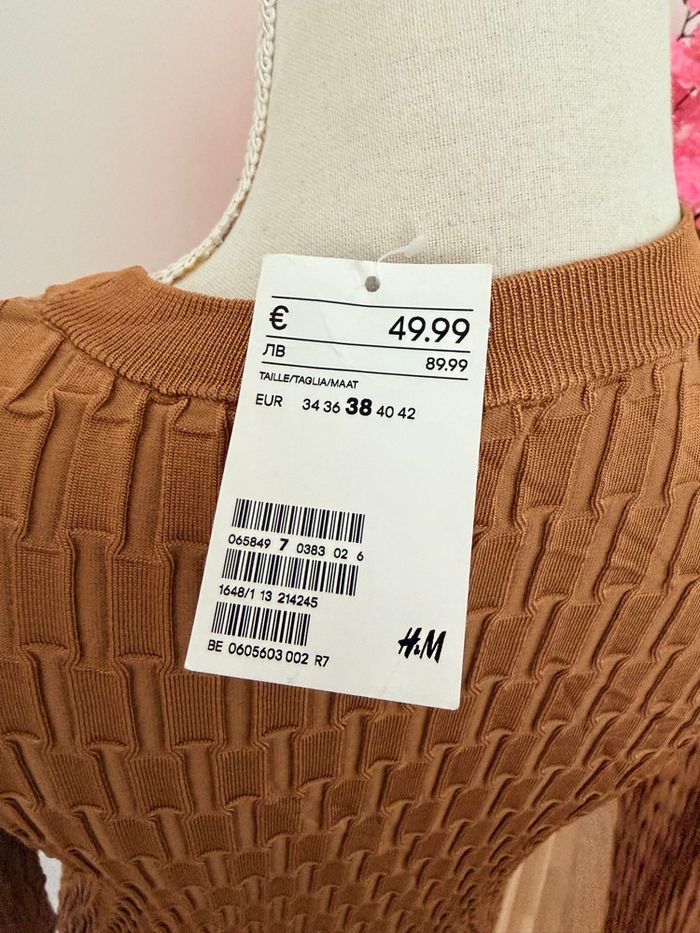 € 49.99
ЛВ 89.99
TAILLE/TAGLIA/MAAT
EUR 34 36 38 40 42
065849 7 0383 02 6
1648/1 13 214245
BE 0605603 002 R7
H&M